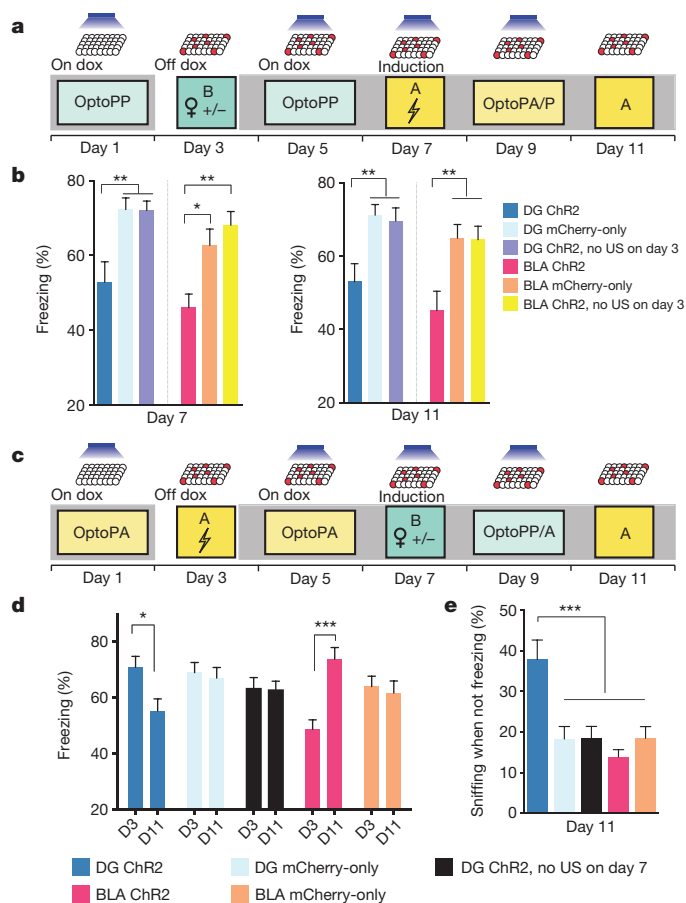 a
On dox Off dox On dox Induction
OptoPP B ♀ +/– OptoPP A OptoPA/P A
Day 1 Day 3 Day 5 Day 7 Day 9 Day 11
b
** ** *
80
60
40
20
Freezing (%)
Day 7
** **
80
60
40
20
Freezing (%)
Day 11
DG ChR2
DG mCherry-only
DG ChR2, no US on day 3
BLA ChR2
BLA mCherry-only
BLA ChR2, no US on day 3
c
On dox Off dox On dox Induction
OptoPA A OptoPA B ♀ +/– OptoPP/A A
Day 1 Day 3 Day 5 Day 7 Day 9 Day 11
d
* ***
80
60
40
20
Freezing (%)
D3 D11 D3 D11 D3 D11 D3 D11 D3 D11
e
***
50
40
30
20
10
0
Sniffing when not freezing (%)
Day 11
DG ChR2 DG mCherry-only DG ChR2, no US on day 7
BLA ChR2 BLA mCherry-only